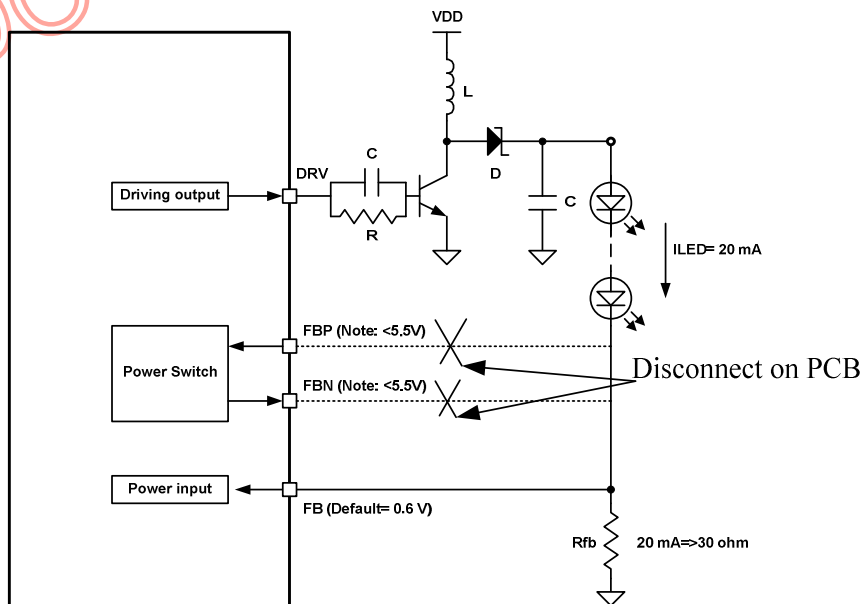 VDD
L
C
DRV
Driving output
D
C
R
ILED= 20 mA
FBP (Note: <5.5V)
Power Switch
Disconnect on PCB
FBN (Note: <5.5V)
Power input
FB (Default= 0.6 V)
Rfb
20 mA=>30 ohm